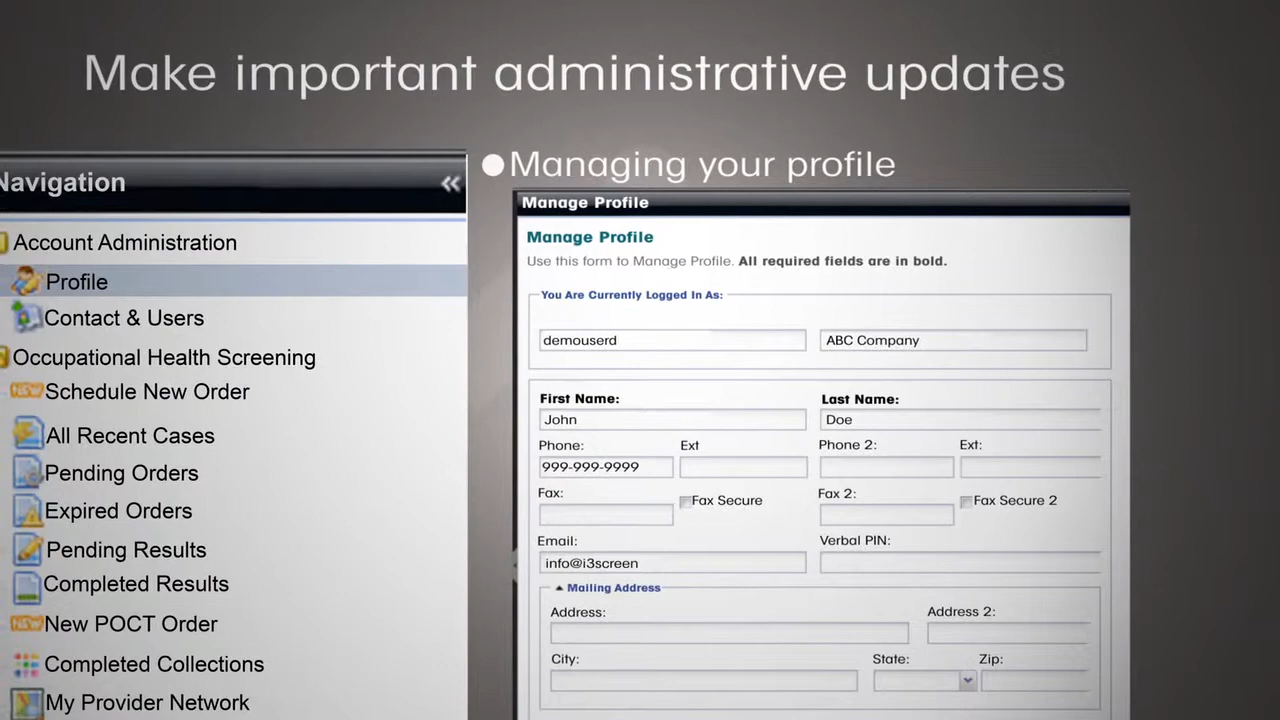 Make important administrative updates
Navigation
Account Administration
Profile
Contact & Users
Occupational Health Screening
NEW Schedule New Order
All Recent Cases
Pending Orders
Expired Orders
Pending Results
Completed Results
NEW New POCT Order
Completed Collections
My Provider Network
Managing your profile
Manage Profile
Manage Profile
Use this form to Manage Profile. All required fields are in bold.
You Are Currently Logged In As:
demouserd ABC Company
First Name: Last Name:
John Doe
Phone: Ext Phone 2: Ext:
999-999-9999
Fax: Fax Secure Fax 2: Fax Secure 2
Email: Verbal PIN:
info@i3screen
Mailing Address
Address: Address 2:
City: State: Zip: